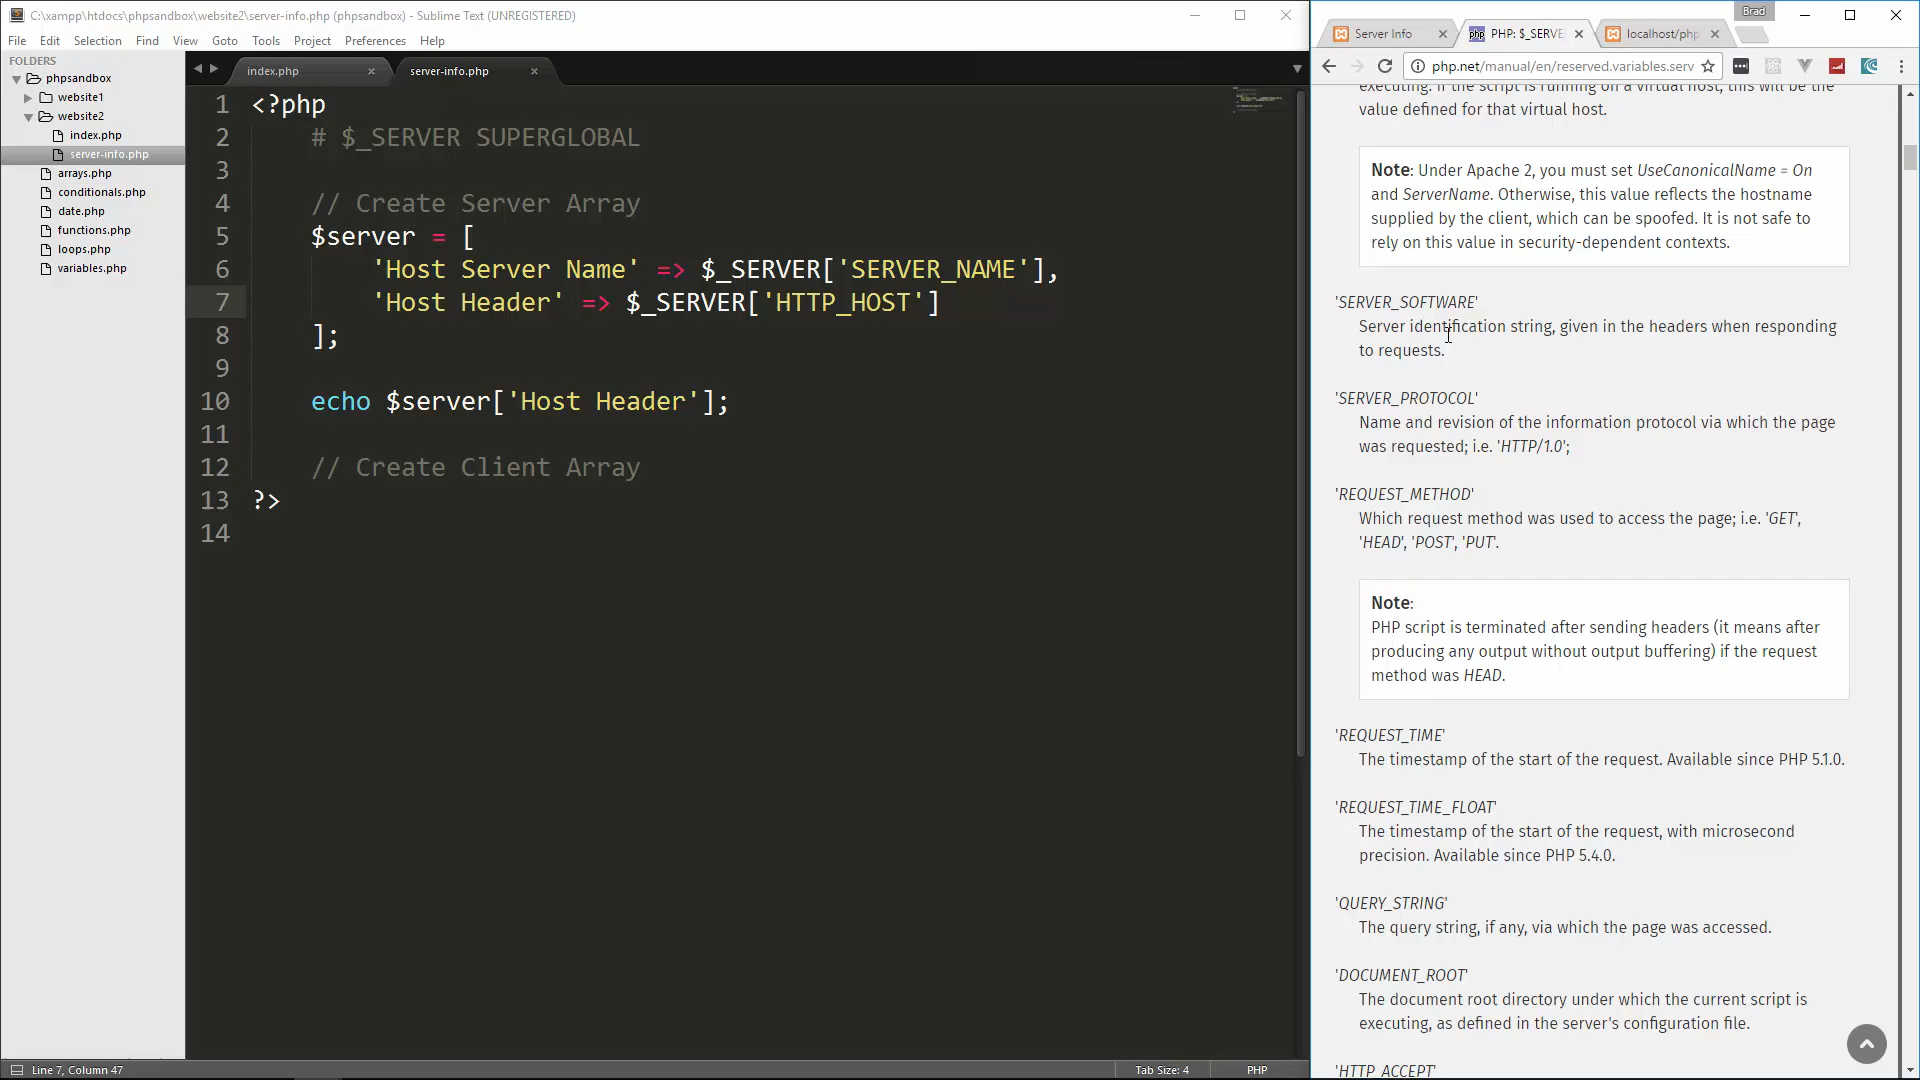 C:\xampp\htdocs\phpsandbox\website2\server-info.php (phpsandbox) - Sublime Text (UNREGISTERED)
File Edit Selection Find View Goto Tools Project Preferences Help
FOLDERS
phpsandbox
website1
website2
index.php
server-info.php
arrays.php
conditionals.php
date.php
functions.php
loops.php
variables.php
index.php
server-info.php
1 <?php
2 # $_SERVER SUPERGLOBAL
3
4 // Create Server Array
5 $server = [
6 'Host Server Name' => $_SERVER['SERVER_NAME'],
7 'Host Header' => $_SERVER['HTTP_HOST']
8 ];
9
10 echo $server['Host Header'];
11
12 // Create Client Array
13 ?>
14
Line 7, Column 47
Tab Size: 4
PHP
Brad
Server Info
php PHP: $_SERVE
localhost/php
php.net/manual/en/reserved.variables.serv
executing. If the script is running on a virtual host, this will be the
value defined for that virtual host.
Note: Under Apache 2, you must set UseCanonicalName = On
and ServerName. Otherwise, this value reflects the hostname
supplied by the client, which can be spoofed. It is not safe to
rely on this value in security-dependent contexts.
'SERVER_SOFTWARE'
Server identification string, given in the headers when responding
to requests.
'SERVER_PROTOCOL'
Name and revision of the information protocol via which the page
was requested; i.e. 'HTTP/1.0';
'REQUEST_METHOD'
Which request method was used to access the page; i.e. 'GET',
'HEAD', 'POST', 'PUT'.
Note:
PHP script is terminated after sending headers (it means after
producing any output without output buffering) if the request
method was HEAD.
'REQUEST_TIME'
The timestamp of the start of the request. Available since PHP 5.1.0.
'REQUEST_TIME_FLOAT'
The timestamp of the start of the request, with microsecond
precision. Available since PHP 5.4.0.
'QUERY_STRING'
The query string, if any, via which the page was accessed.
'DOCUMENT_ROOT'
The document root directory under which the current script is
executing, as defined in the server's configuration file.
'HTTP_ACCEPT'